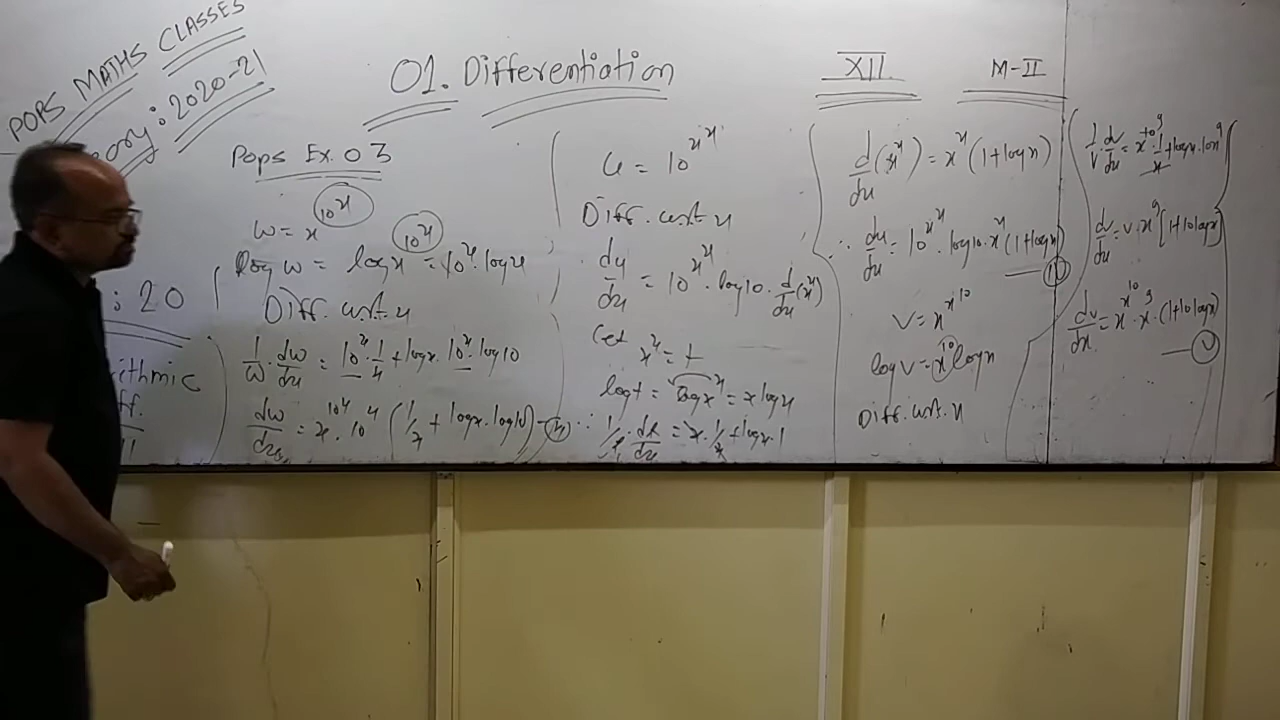 POPS MATHS CLASSES
ory: 2020-21
01. Differentiation
XII
M-II
: 20
ithmic
ff.
Pops Ex. 03
w = x^{10^x}
log w = log x^{10^x} = 10^x . log x
Diff. w.r.t. x
1/w . dw/dx = 10^x . 1/x + log x . 10^x . log 10
dw/dx = x^{10^x} . 10^x (1/x + log x . log 10)
u = 10^{x^x}
Diff. w.r.t. x
du/dx = 10^{x^x} . log 10 . d/dx (x^x)
Let
x^x = t
log t = log x^x = x log x
∴ 1/t . dt/dx = x . 1/x + log x . 1
d/dx (x^x) = x^x (1 + log x)
∴ du/dx = 10^{x^x} . log 10 . x^x (1 + log x)
v = x^{x^10}
log v = x^10 log x
Diff. w.r.t. x
1/v . dv/dx = x^10 . 1/x + log x . 10x^9
dv/dx = v . x^9 [1 + 10 log x]
dv/dx = x^{x^10} . x^9 . (1 + 10 log x)